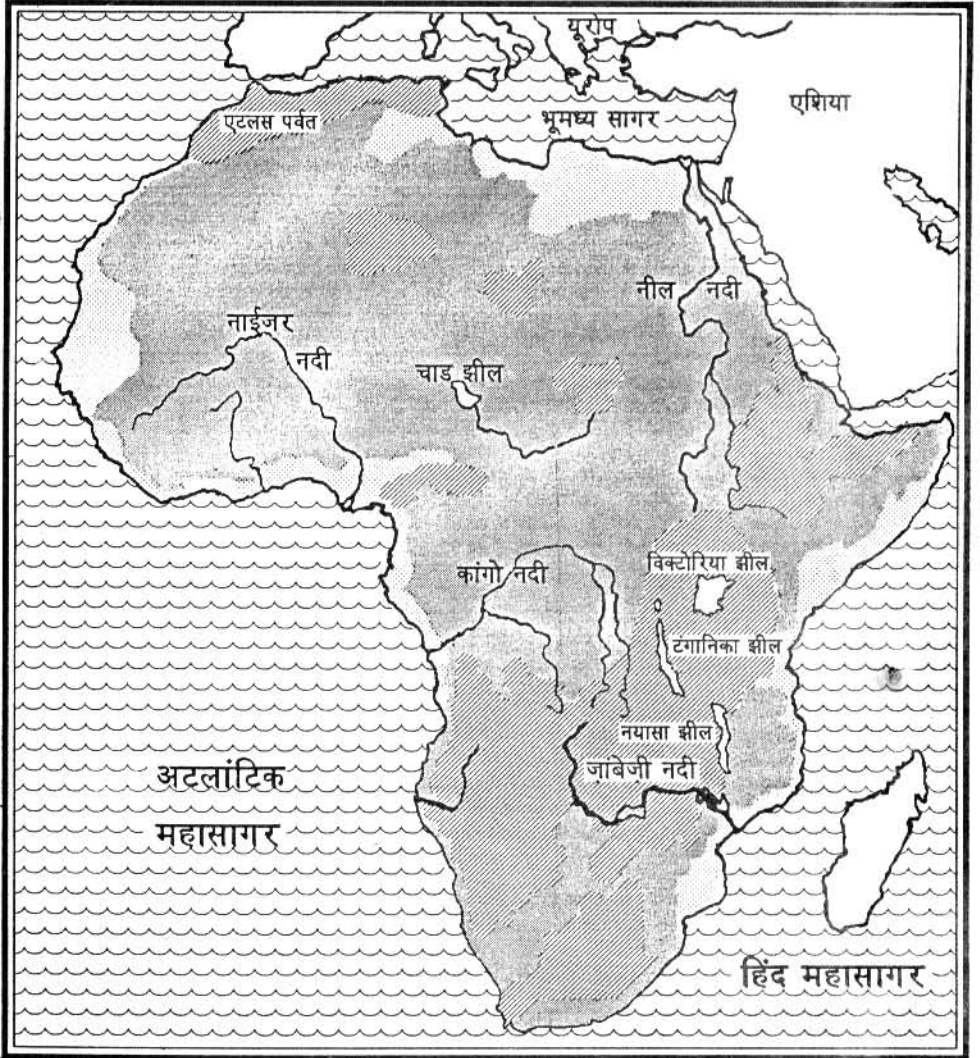 यूरोप
एशिया
एटलस पर्वत
भूमध्य सागर
नील नदी
नाईजर
नदी
चाड झील
विक्टोरिया झील
कांगो नदी
टंगानिका झील
नयासा झील
जांबेजी नदी
अटलांटिक
महासागर
हिंद महासागर